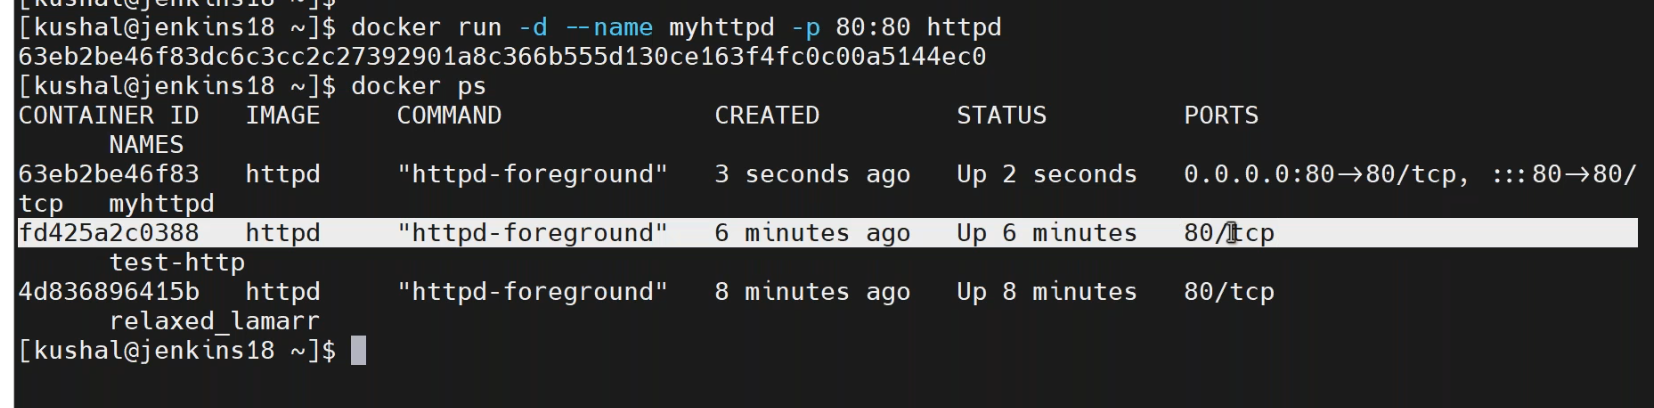 [kushal@jenkins18 ~]$
[kushal@jenkins18 ~]$ docker run -d --name myhttpd -p 80:80 httpd
63eb2be46f83dc6c3cc2c27392901a8c366b555d130ce163f4fc0c00a5144ec0
[kushal@jenkins18 ~]$ docker ps
CONTAINER ID   IMAGE     COMMAND              CREATED         STATUS         PORTS
      NAMES
63eb2be46f83   httpd     "httpd-foreground"   3 seconds ago   Up 2 seconds   0.0.0.0:80->80/tcp, :::80->80/
tcp   myhttpd
fd425a2c0388   httpd     "httpd-foreground"   6 minutes ago   Up 6 minutes   80/tcp
      test-http
4d836896415b   httpd     "httpd-foreground"   8 minutes ago   Up 8 minutes   80/tcp
      relaxed_lamarr
[kushal@jenkins18 ~]$